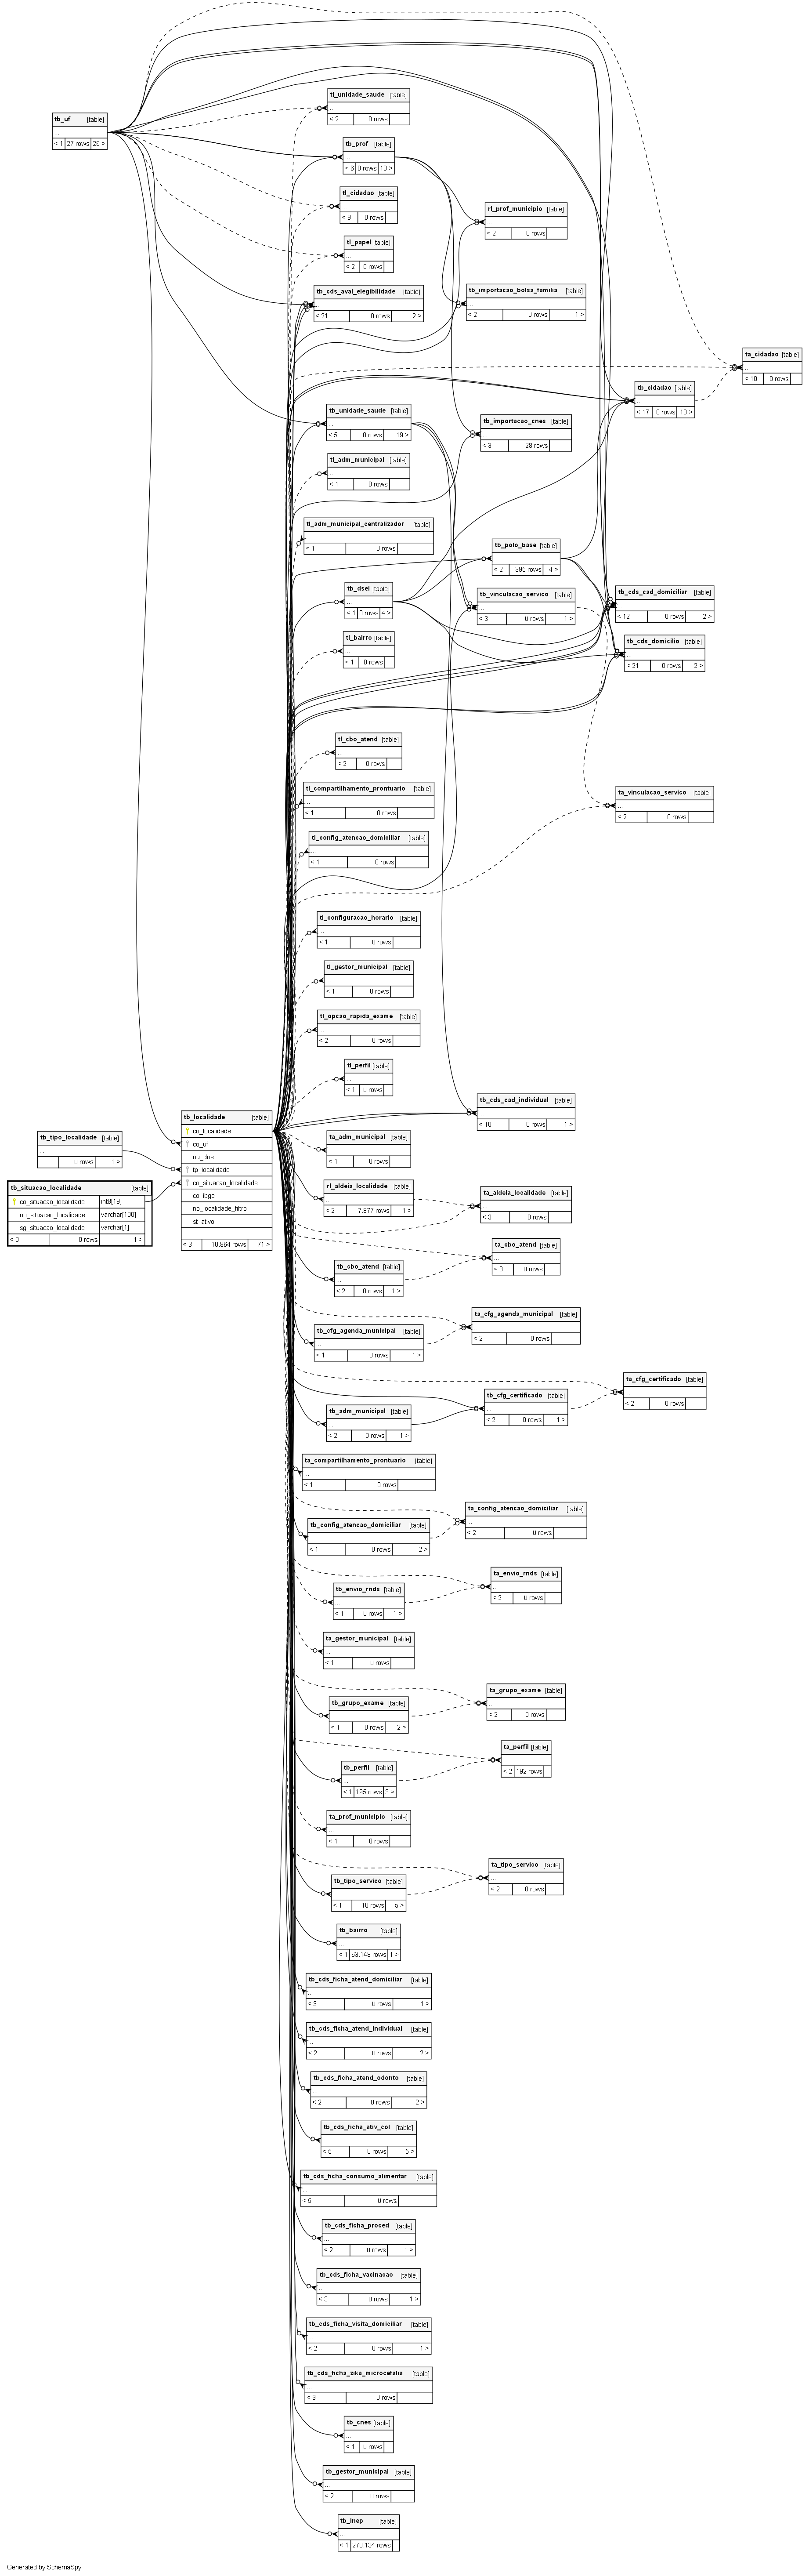 tb_uf [table]
...
< 1 27 rows 26 >
tl_unidade_saude [table]
...
< 2 0 rows
tb_prof [table]
...
< 6 0 rows 13 >
tl_cidadao [table]
...
< 9 0 rows
rl_prof_municipio [table]
...
< 2 0 rows
tl_papel [table]
...
< 2 0 rows
tb_cds_aval_elegibilidade [table]
...
< 21 0 rows 2 >
tb_importacao_bolsa_familia [table]
...
< 2 0 rows 1 >
ta_cidadao [table]
...
< 10 0 rows
tb_cidadao [table]
...
< 17 0 rows 13 >
tb_unidade_saude [table]
...
< 5 0 rows 19 >
tb_importacao_cnes [table]
...
< 3 28 rows
tl_adm_municipal [table]
...
< 1 0 rows
tl_adm_municipal_centralizador [table]
...
< 1 0 rows
tb_polo_base [table]
...
< 2 395 rows 4 >
tb_dsei [table]
...
< 1 0 rows 4 >
tb_vinculacao_servico [table]
...
< 3 0 rows 1 >
tb_cds_cad_domiciliar [table]
...
< 12 0 rows 2 >
tl_bairro [table]
...
< 1 0 rows
tb_cds_domicilio [table]
...
< 21 0 rows 2 >
tl_cbo_atend [table]
...
< 2 0 rows
tl_compartilhamento_prontuario [table]
...
< 1 0 rows
ta_vinculacao_servico [table]
...
< 2 0 rows
tl_config_atencao_domiciliar [table]
...
< 1 0 rows
tl_configuracao_horario [table]
...
< 1 0 rows
tl_gestor_municipal [table]
...
< 1 0 rows
tl_opcao_rapida_exame [table]
...
< 2 0 rows
tl_perfil [table]
...
< 1 0 rows
tb_cds_cad_individual [table]
...
< 10 0 rows 1 >
tb_localidade [table]
co_localidade
co_uf
nu_dne
tp_localidade
co_situacao_localidade
co_ibge
no_localidade_filtro
st_ativo
...
< 3 10.864 rows 71 >
tb_tipo_localidade [table]
...
0 rows 1 >
tb_situacao_localidade [table]
co_situacao_localidade int8[19]
no_situacao_localidade varchar[100]
sg_situacao_localidade varchar[1]
< 0 0 rows 1 >
ta_adm_municipal [table]
...
< 1 0 rows
rl_aldeia_localidade [table]
...
< 2 7.877 rows 1 >
ta_aldeia_localidade [table]
...
< 3 0 rows
ta_cbo_atend [table]
...
< 3 0 rows
tb_cbo_atend [table]
...
< 2 0 rows 1 >
ta_cfg_agenda_municipal [table]
...
< 2 0 rows
tb_cfg_agenda_municipal [table]
...
< 1 0 rows 1 >
ta_cfg_certificado [table]
...
< 2 0 rows
tb_cfg_certificado [table]
...
< 2 0 rows 1 >
tb_adm_municipal [table]
...
< 2 0 rows 1 >
ta_compartilhamento_prontuario [table]
...
< 1 0 rows
ta_config_atencao_domiciliar [table]
...
< 2 0 rows
tb_config_atencao_domiciliar [table]
...
< 1 0 rows 2 >
ta_envio_rnds [table]
...
< 2 0 rows
tb_envio_rnds [table]
...
< 1 0 rows 1 >
ta_gestor_municipal [table]
...
< 1 0 rows
ta_grupo_exame [table]
...
< 2 0 rows
tb_grupo_exame [table]
...
< 1 0 rows 2 >
ta_perfil [table]
...
< 2 192 rows
tb_perfil [table]
...
< 1 195 rows 3 >
ta_prof_municipio [table]
...
< 1 0 rows
ta_tipo_servico [table]
...
< 2 0 rows
tb_tipo_servico [table]
...
< 1 10 rows 5 >
tb_bairro [table]
...
< 1 63.148 rows 1 >
tb_cds_ficha_atend_domiciliar [table]
...
< 3 0 rows 1 >
tb_cds_ficha_atend_individual [table]
...
< 2 0 rows 2 >
tb_cds_ficha_atend_odonto [table]
...
< 2 0 rows 2 >
tb_cds_ficha_ativ_col [table]
...
< 5 0 rows 5 >
tb_cds_ficha_consumo_alimentar [table]
...
< 5 0 rows
tb_cds_ficha_proced [table]
...
< 2 0 rows 1 >
tb_cds_ficha_vacinacao [table]
...
< 3 0 rows 1 >
tb_cds_ficha_visita_domiciliar [table]
...
< 2 0 rows 1 >
tb_cds_ficha_zika_microcefalia [table]
...
< 9 0 rows
tb_cnes [table]
...
< 1 0 rows
tb_gestor_municipal [table]
...
< 2 0 rows
tb_inep [table]
...
< 1 278.134 rows
Generated by SchemaSpy